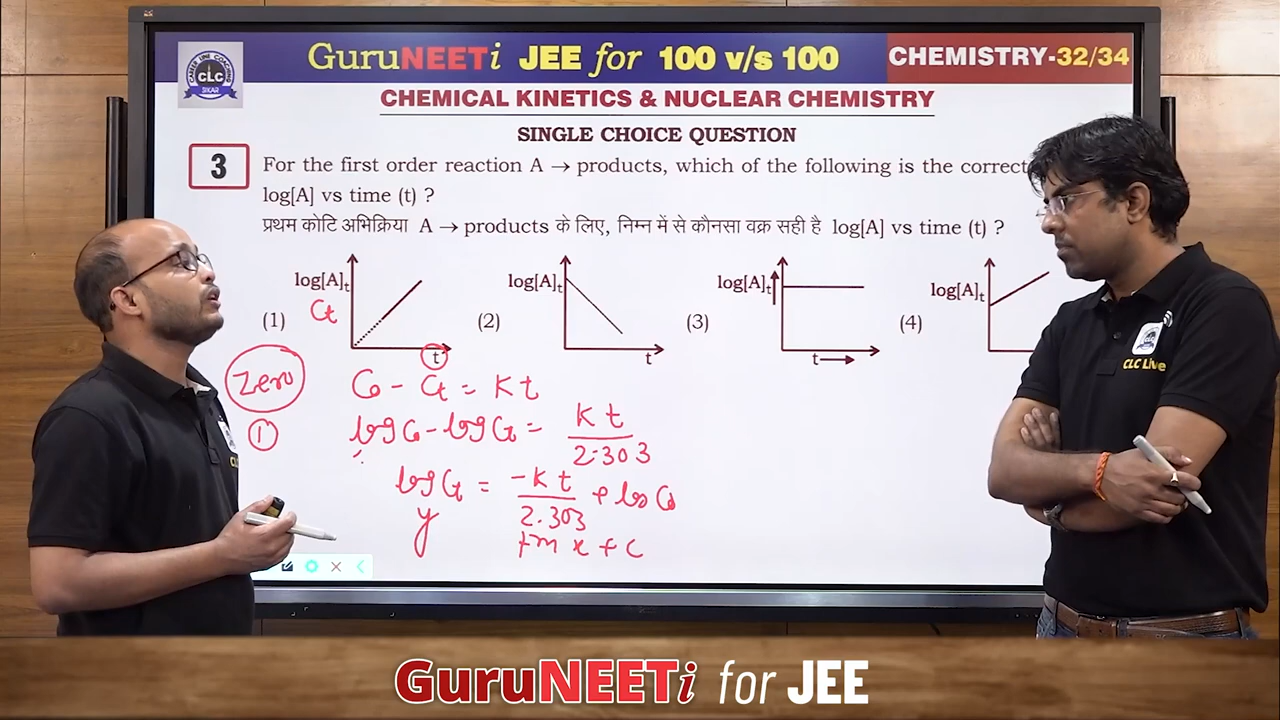 GuruNEETi JEE for 100 v/s 100
CHEMISTRY-32/34
CLC
SIKAR
CHEMICAL KINETICS & NUCLEAR CHEMISTRY
SINGLE CHOICE QUESTION
3
For the first order reaction A → products, which of the following is the correct
log[A] vs time (t) ?
प्रथम कोटि अभिक्रिया A → products के लिए, निम्न में से कौनसा वक्र सही है log[A] vs time (t) ?
(1) log[A]t t
(2) log[A]t t
(3) log[A]t t
(4) log[A]t
Ct
Zero
C0 - Ct = Kt
1
log C0 - log Ct = Kt / 2.303
log Ct = -Kt / 2.303 + log C0
y +m x + c
CLC Live
GuruNEETi for JEE